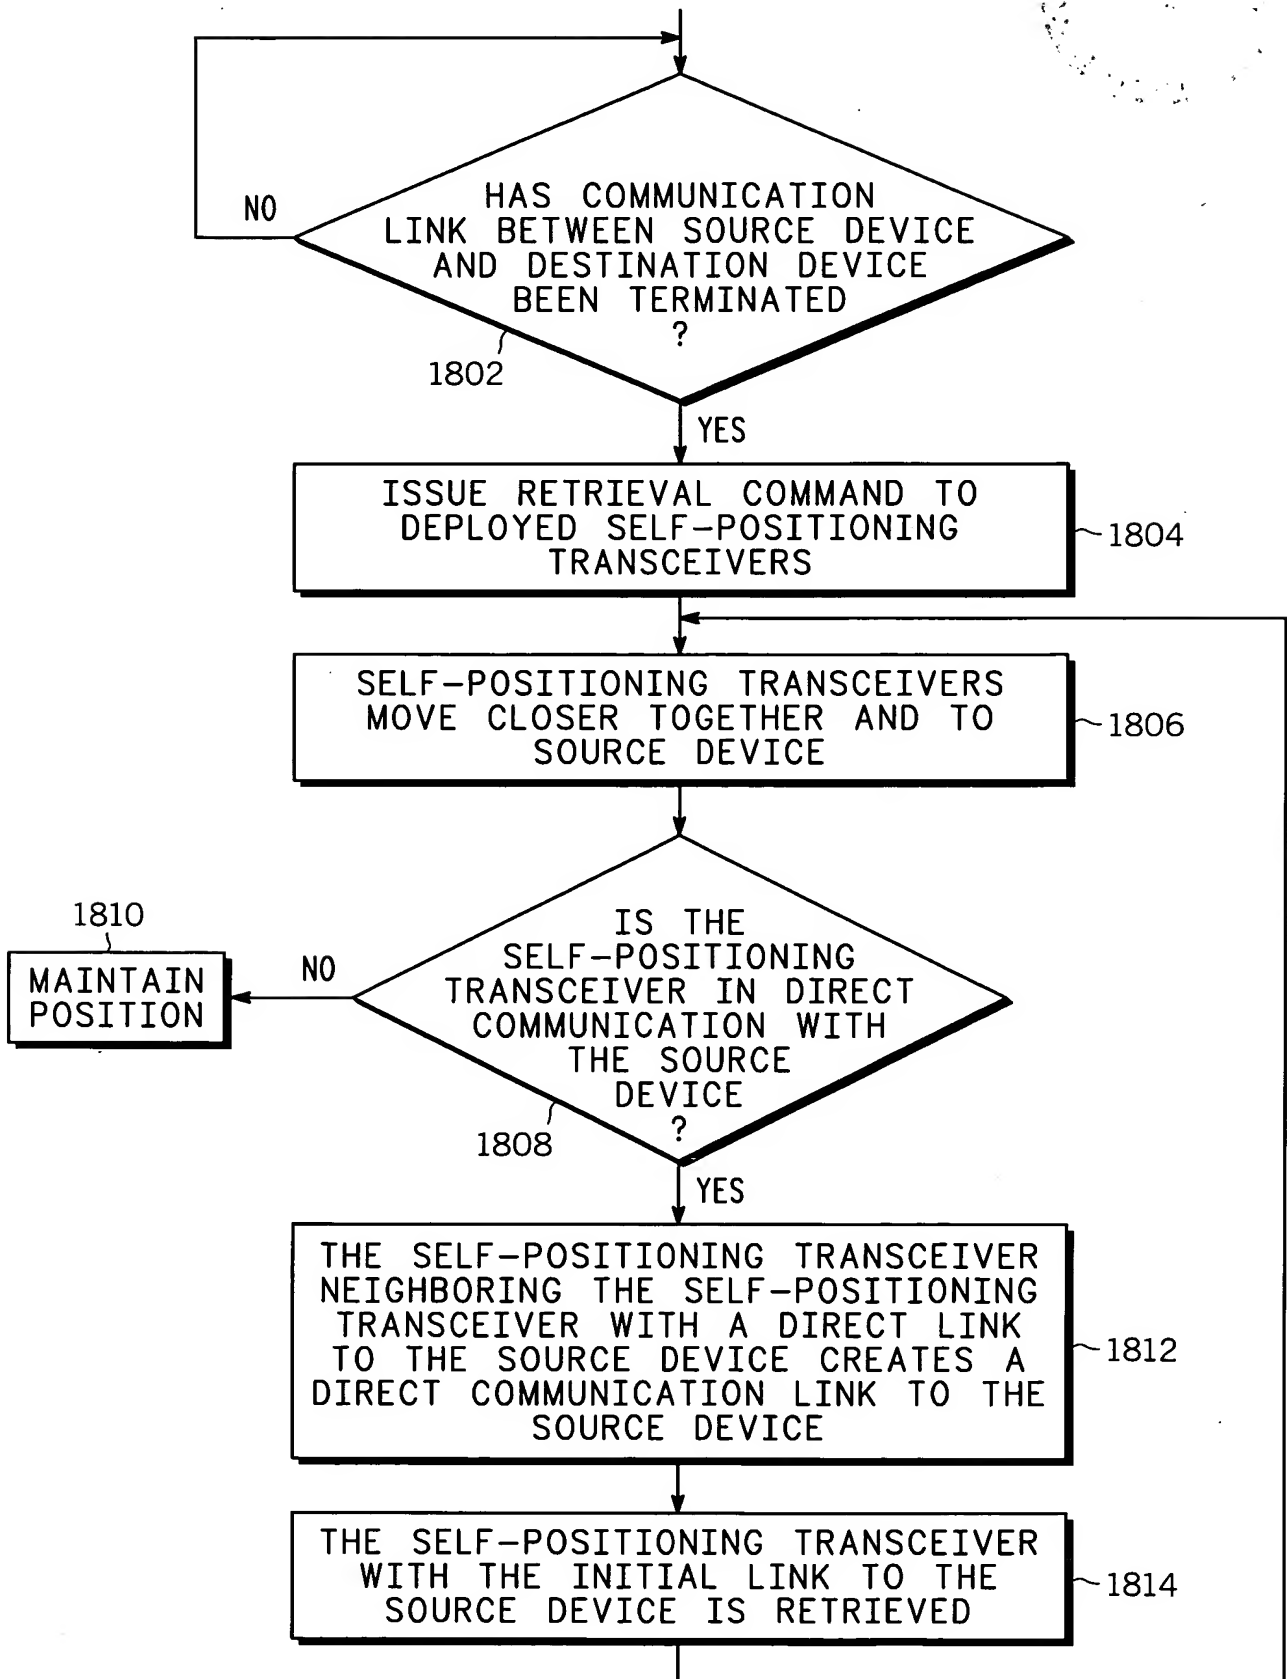 HAS COMMUNICATION
LINK BETWEEN SOURCE DEVICE
AND DESTINATION DEVICE
BEEN TERMINATED
?
NO
1802
YES
ISSUE RETRIEVAL COMMAND TO
DEPLOYED SELF-POSITIONING
TRANSCEIVERS
1804
SELF-POSITIONING TRANSCEIVERS
MOVE CLOSER TOGETHER AND TO
SOURCE DEVICE
1806
IS THE
SELF-POSITIONING
TRANSCEIVER IN DIRECT
COMMUNICATION WITH
THE SOURCE
DEVICE
?
1808
NO
1810
MAINTAIN
POSITION
YES
THE SELF-POSITIONING TRANSCEIVER
NEIGHBORING THE SELF-POSITIONING
TRANSCEIVER WITH A DIRECT LINK
TO THE SOURCE DEVICE CREATES A
DIRECT COMMUNICATION LINK TO THE
SOURCE DEVICE
1812
THE SELF-POSITIONING TRANSCEIVER
WITH THE INITIAL LINK TO THE
SOURCE DEVICE IS RETRIEVED
1814